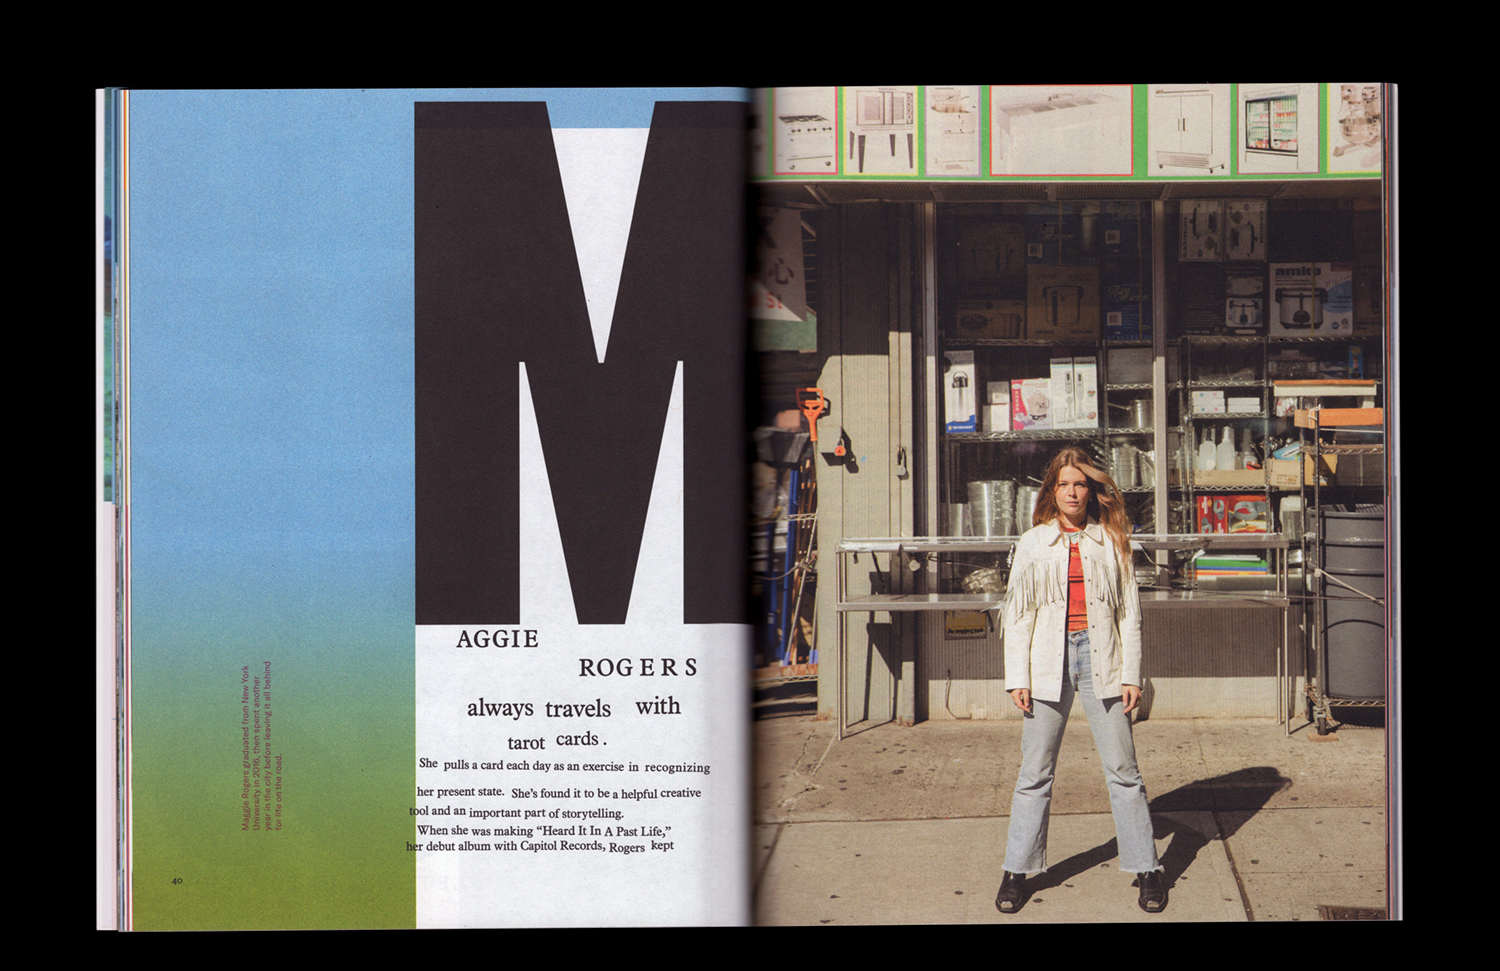 M
AGGIE
ROGERS
always travels with
tarot cards.
She pulls a card each day as an exercise in recognizing
her present state. She's found it to be a helpful creative
tool and an important part of storytelling.
When she was making “Heard It In A Past Life,”
her debut album with Capitol Records, Rogers kept
Maggie Rogers graduated from New York
University in 2016, then spent another
year in the city before leaving it all behind
for life on the road.
40
心
St
amko